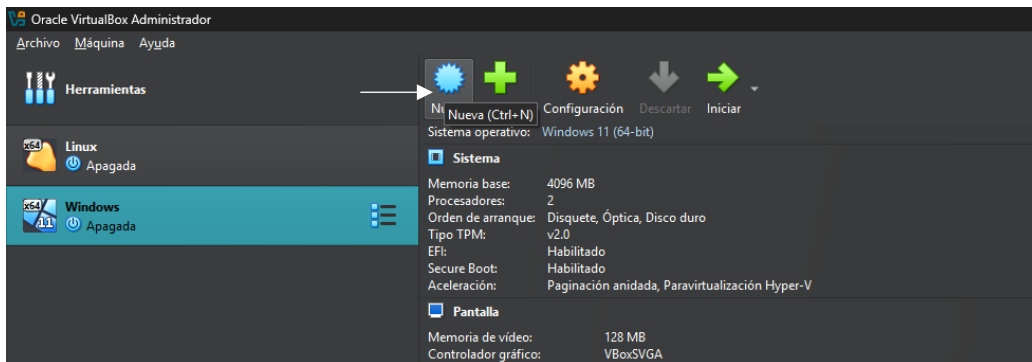 Oracle VirtualBox Administrador
Archivo Máquina Ayuda
Herramientas
Configuración Descartar Iniciar
Nueva (Ctrl+N)
Sistema operativo: Windows 11 (64-bit)
x64 Linux
Apagada
Sistema
Memoria base: 4096 MB
Procesadores: 2
x64 11 Windows
Apagada
Orden de arranque: Disquete, Óptica, Disco duro
Tipo TPM: v2.0
EFI: Habilitado
Secure Boot: Habilitado
Aceleración: Paginación anidada, Paravirtualización Hyper-V
Pantalla
Memoria de vídeo: 128 MB
Controlador gráfico: VBoxSVGA